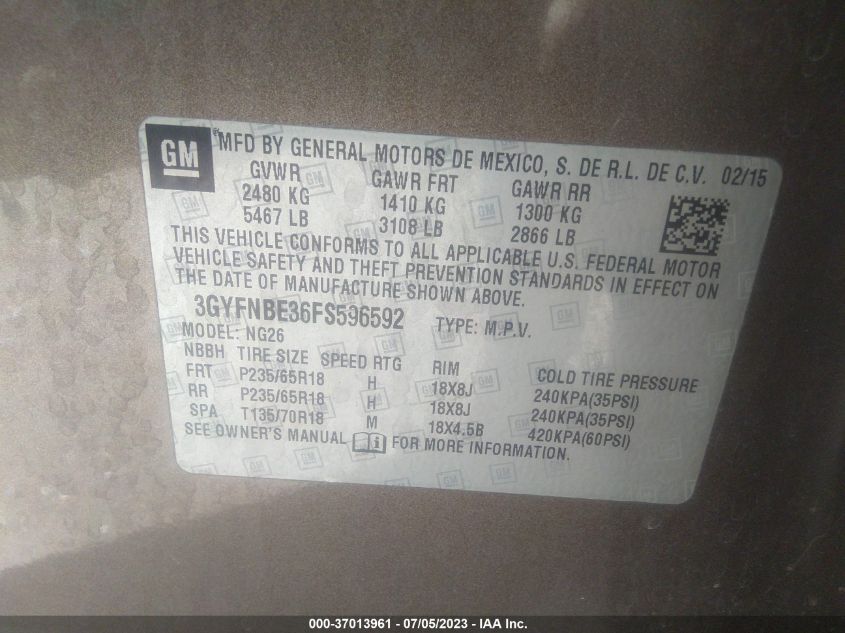 GM ® MFD BY GENERAL MOTORS DE MEXICO, S. DE R.L. DE C.V. 02/15
GVWR GAWR FRT GAWR RR
2480 KG 1410 KG 1300 KG
5467 LB 3108 LB 2866 LB
THIS VEHICLE CONFORMS TO ALL APPLICABLE U.S. FEDERAL MOTOR
VEHICLE SAFETY AND THEFT PREVENTION STANDARDS IN EFFECT ON
THE DATE OF MANUFACTURE SHOWN ABOVE.
3GYFNBE36FS596592 TYPE: M.P.V.
MODEL: NG26
NBBH TIRE SIZE SPEED RTG RIM COLD TIRE PRESSURE
FRT P235/65R18 H 18X8J 240KPA(35PSI)
RR P235/65R18 H 18X8J 240KPA(35PSI)
SPA T135/70R18 M 18X4.5B 420KPA(60PSI)
SEE OWNER'S MANUAL FOR MORE INFORMATION.
000-37013961 - 07/05/2023 - IAA Inc.